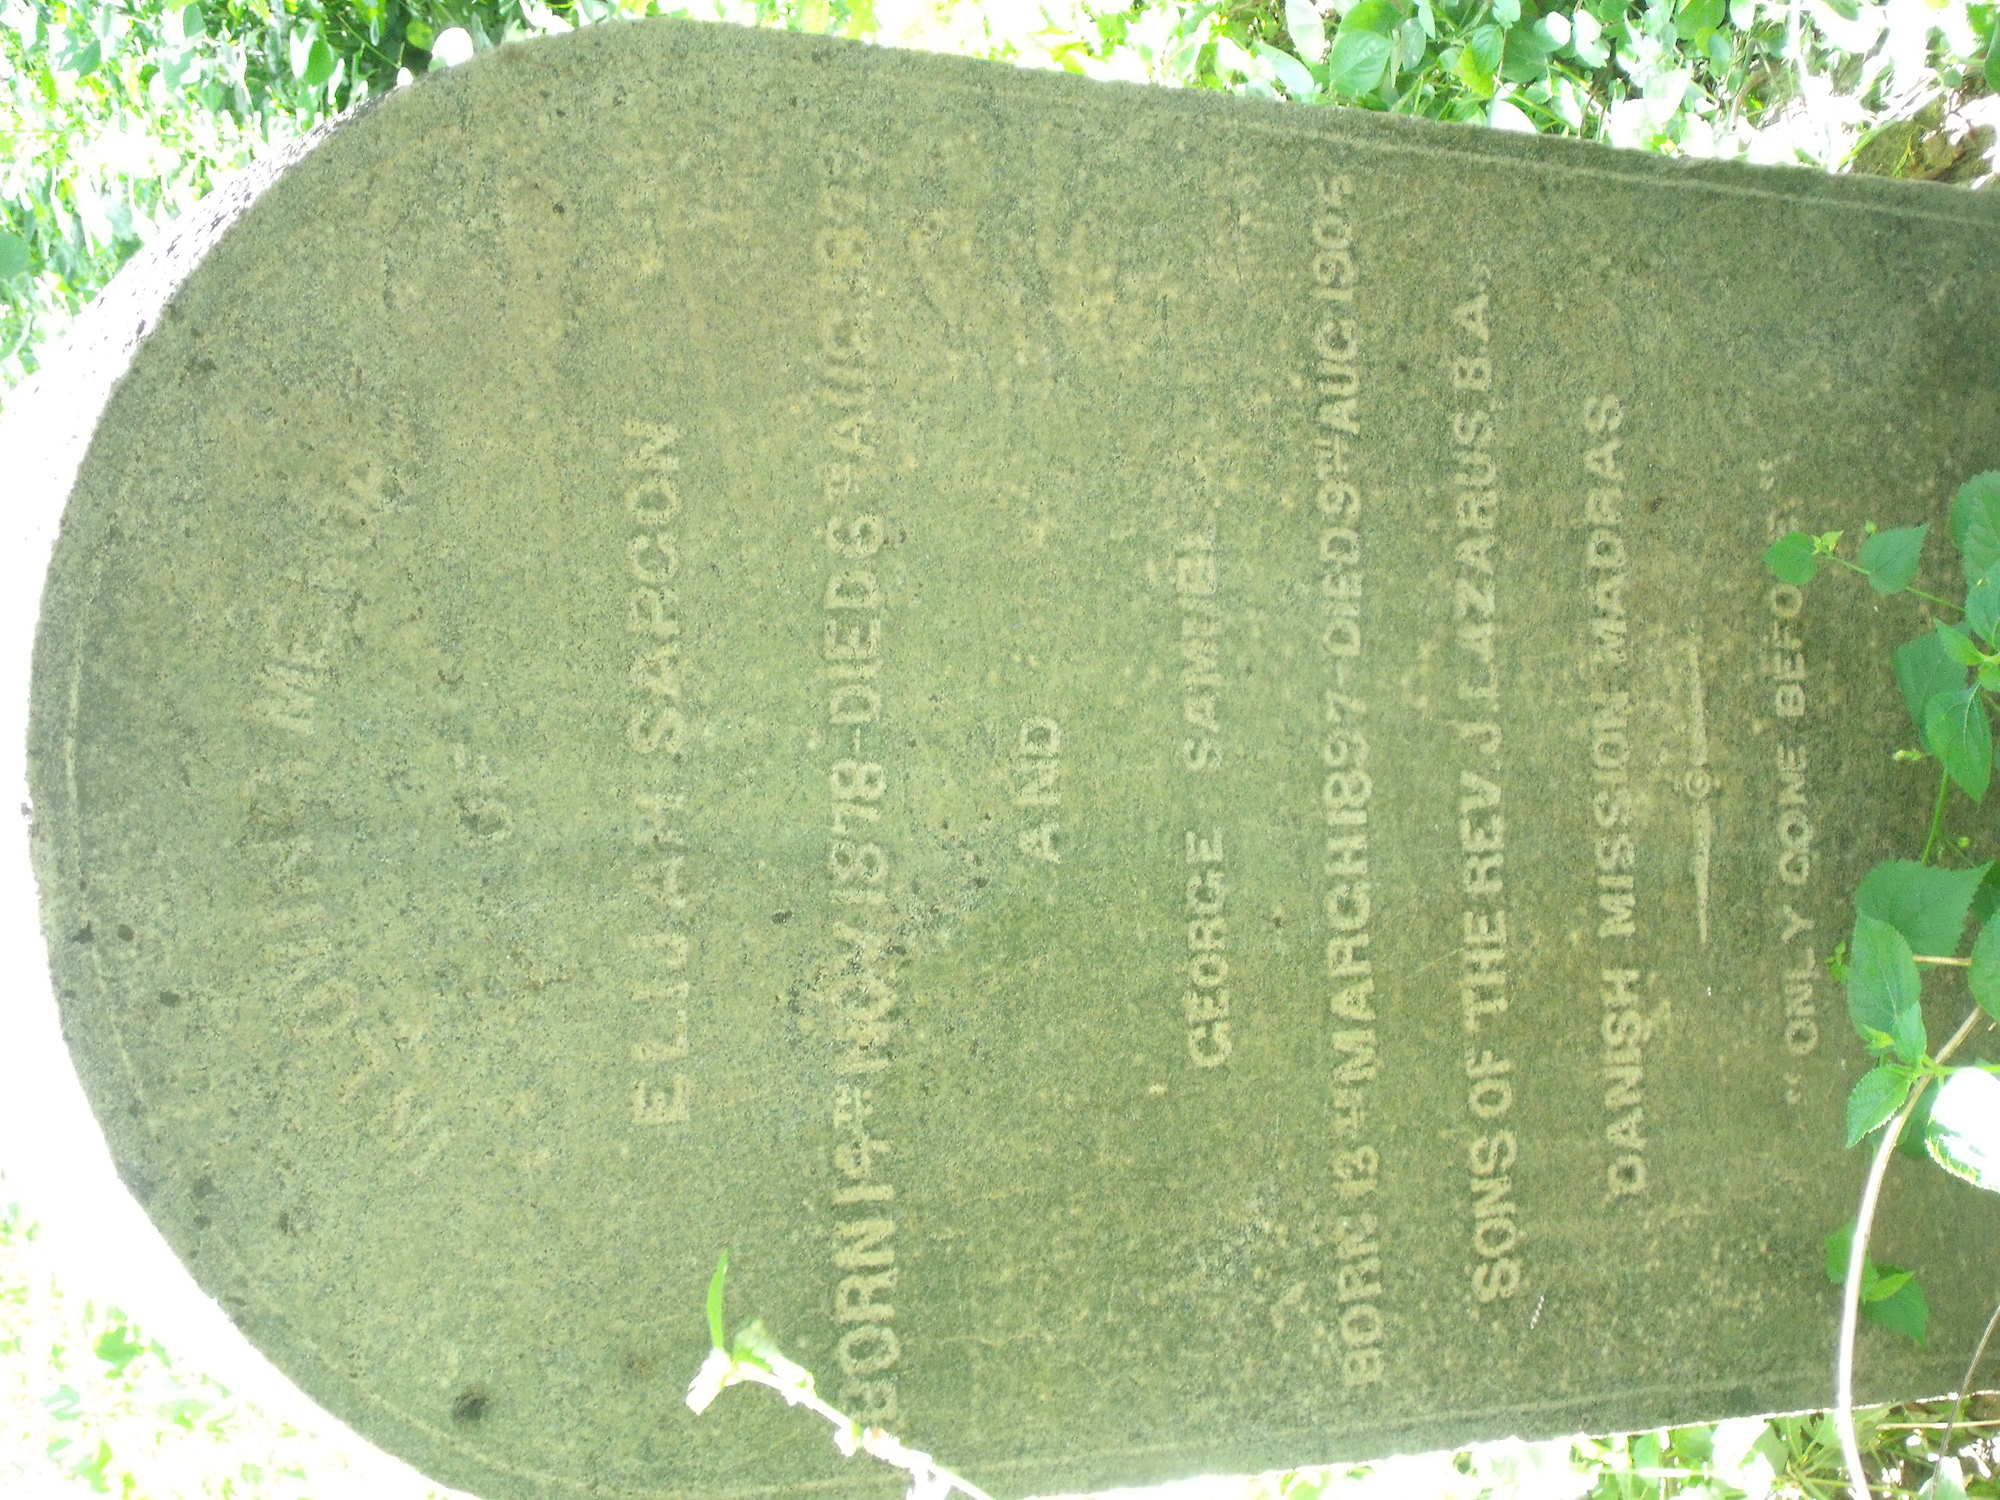 IN LOVING MEMORY
OF
ELIJAH SARGON
BORN 14TH NOV 1878-DIED 6TH AUG. 1879
AND
GEORGE SAMUEL
BORN. 13TH MARCH 1897-DIED 9TH AUG. 1905
SONS OF THE REV J. LAZARUS. B.A.
DANISH MISSION MADRAS
"ONLY GONE BEFORE"